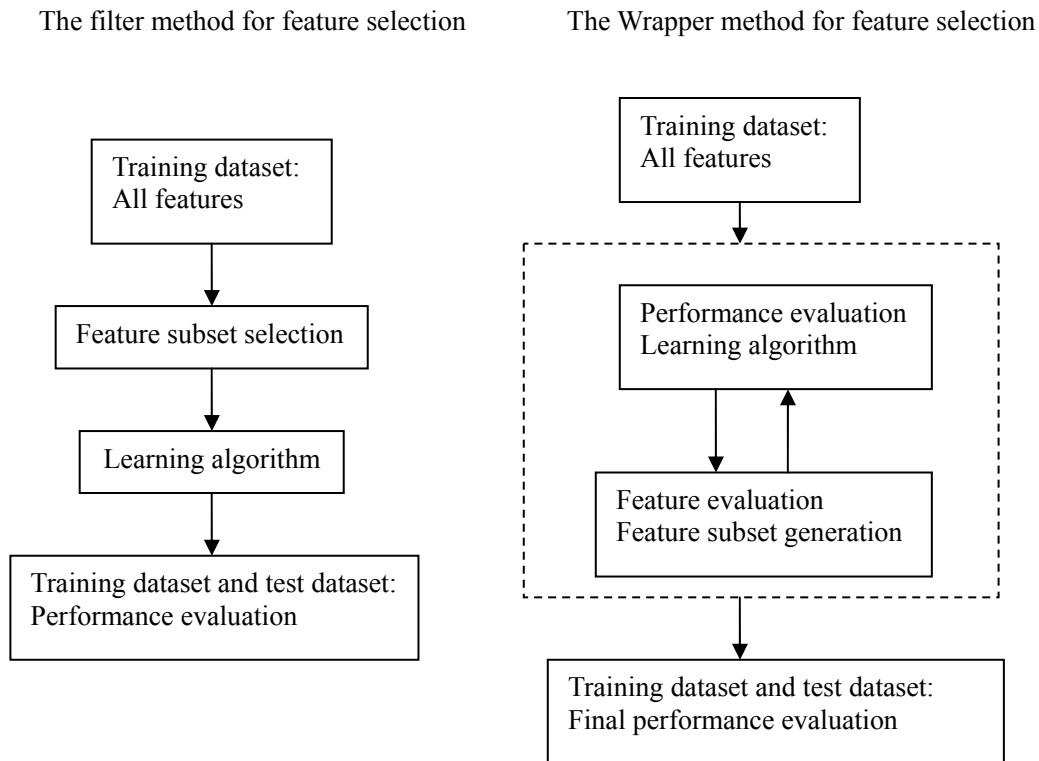 The filter method for feature selection
Training dataset:
All features
Feature subset selection
Learning algorithm
Training dataset and test dataset:
Performance evaluation
The Wrapper method for feature selection
Training dataset:
All features
Performance evaluation
Learning algorithm
Feature evaluation
Feature subset generation
Training dataset and test dataset:
Final performance evaluation